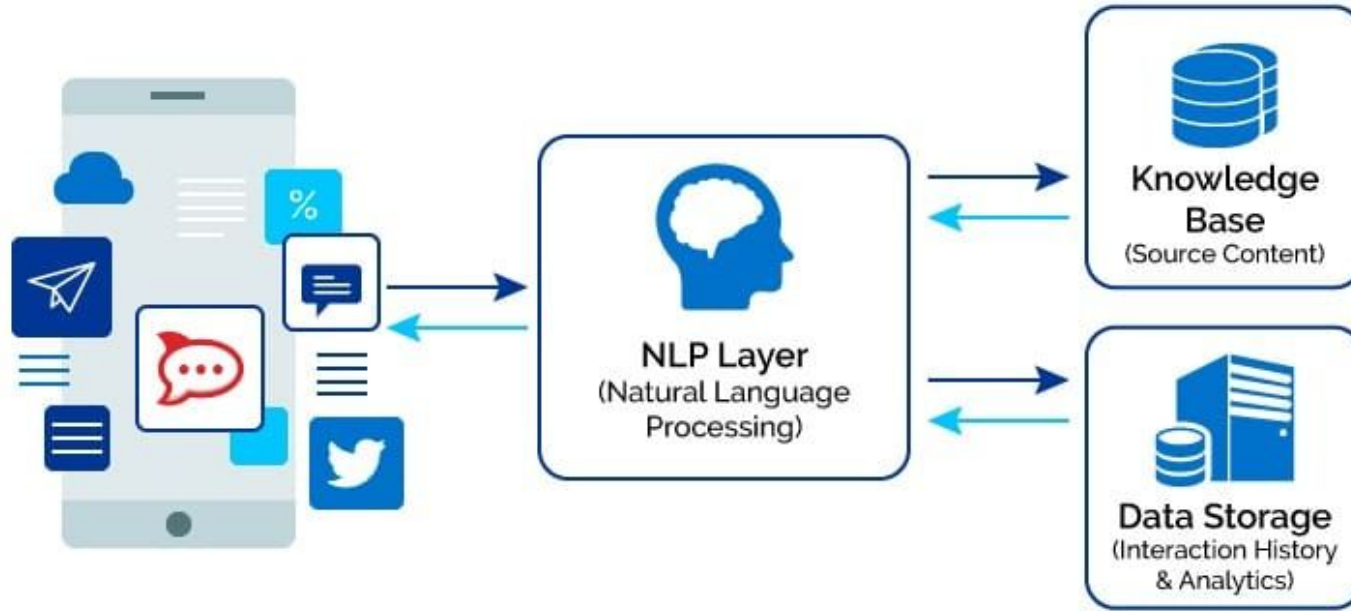 %
NLP Layer
(Natural Language
Processing)
Knowledge
Base
(Source Content)
Data Storage
(Interaction History
& Analytics)